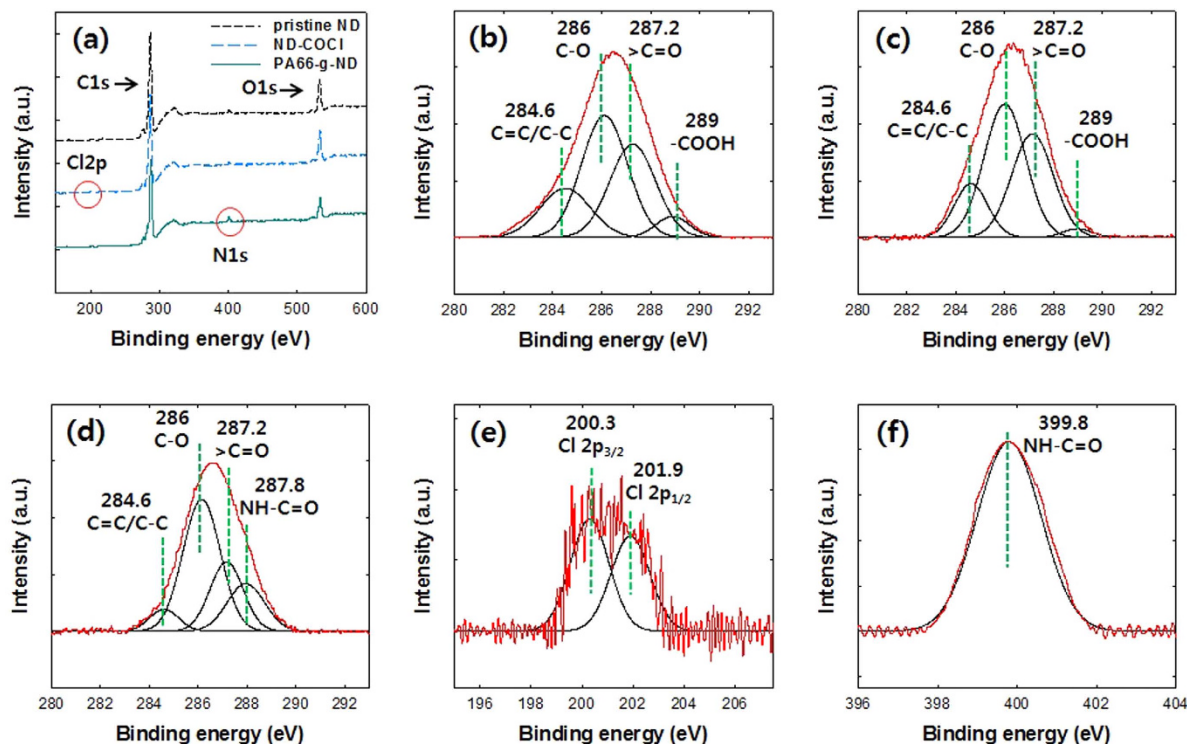 (a)
pristine ND
ND-COCl
PA66-g-ND
C1s→
O1s→
Cl2p
N1s
200 300 400 500 600
Binding energy (eV)
Intensity (a.u.)
(b)
286
C-O
287.2
>C=O
284.6
C=C/C-C
289
-COOH
280 282 284 286 288 290 292
Binding energy (eV)
Intensity (a.u.)
(c)
286
C-O
287.2
>C=O
284.6
C=C/C-C
289
-COOH
280 282 284 286 288 290 292
Binding energy (eV)
Intensity (a.u.)
(d)
286
C-O
287.2
>C=O
284.6
C=C/C-C
287.8
NH-C=O
280 282 284 286 288 290 292
Binding energy (eV)
Intensity (a.u.)
(e)
200.3
Cl 2p3/2
201.9
Cl 2p1/2
196 198 200 202 204 206
Binding energy (eV)
Intensity (a.u.)
(f)
399.8
NH-C=O
396 398 400 402 404
Binding energy (eV)
Intensity (a.u.)